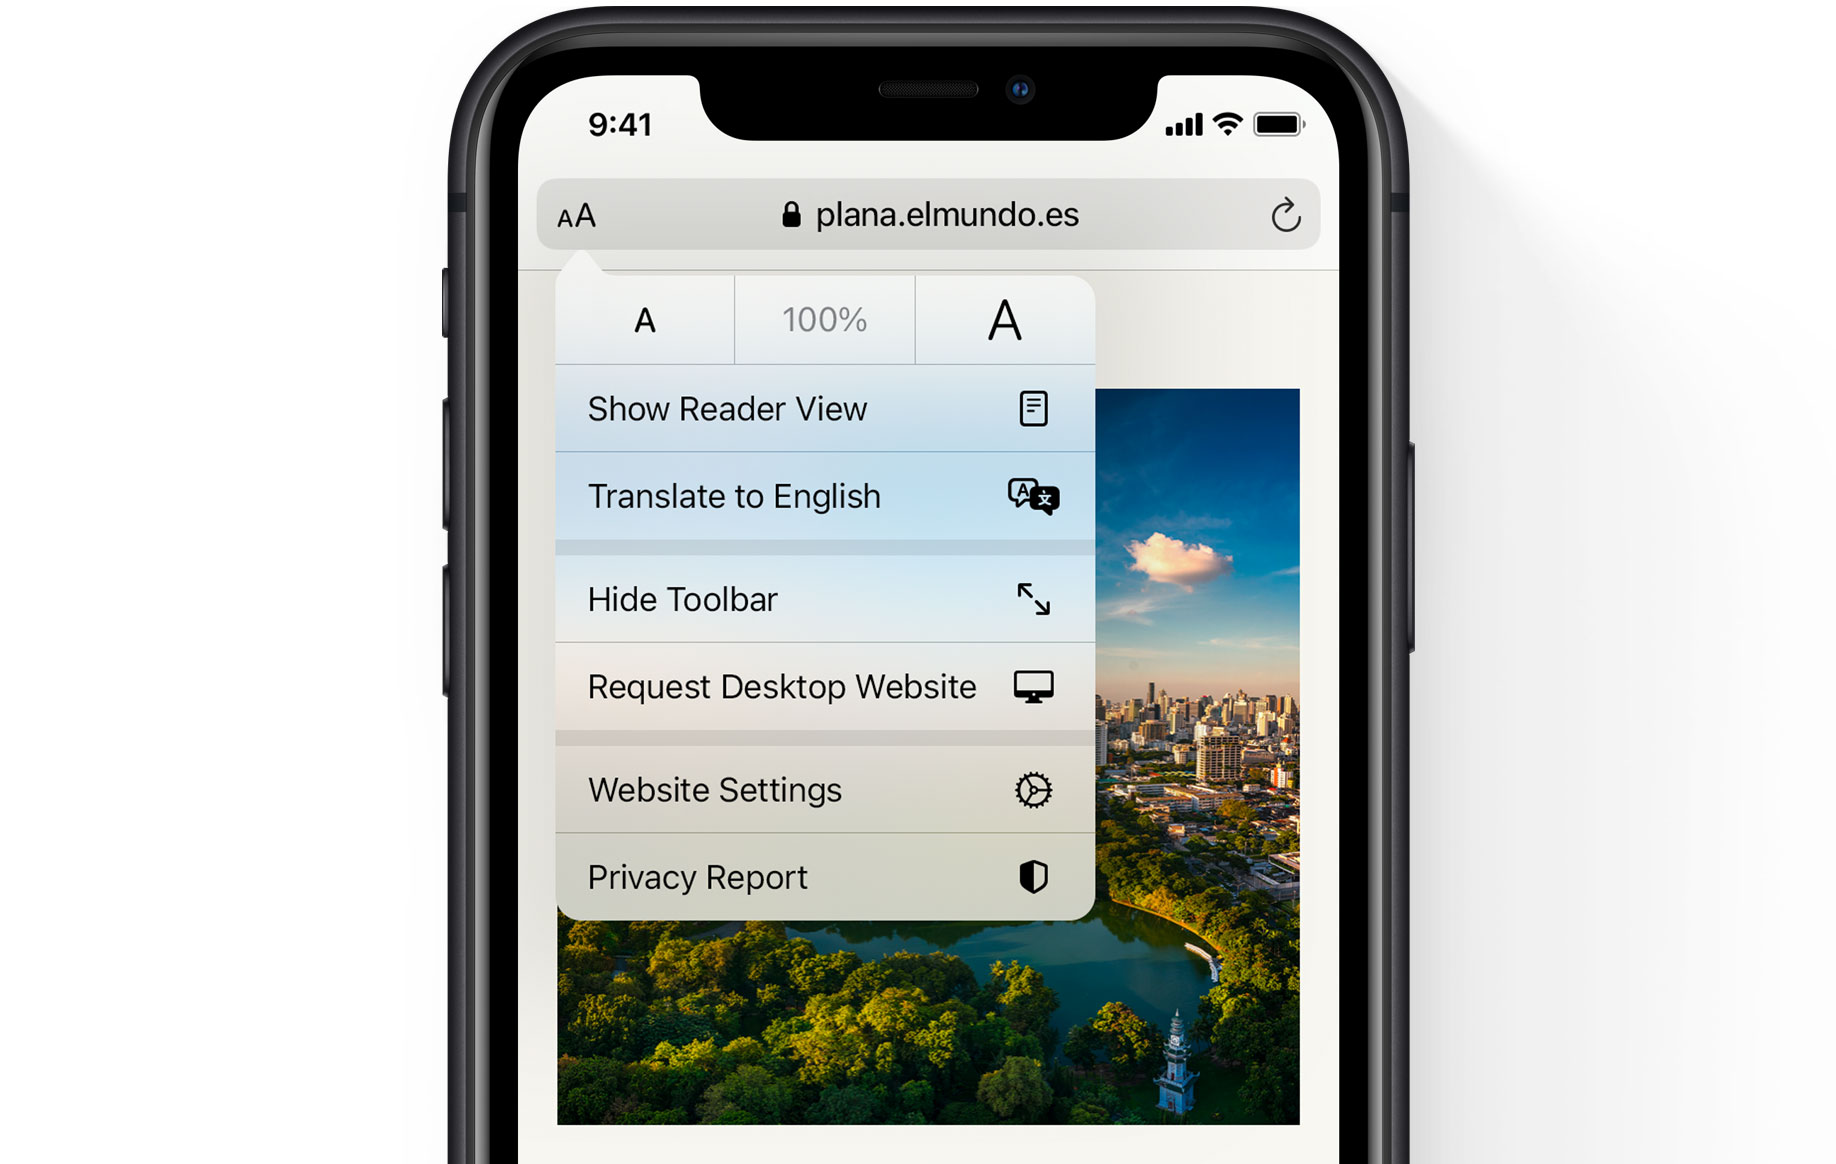 9:41
AA plana.elmundo.es
A 100% A
Show Reader View
Translate to English
Hide Toolbar
Request Desktop Website
Website Settings
Privacy Report